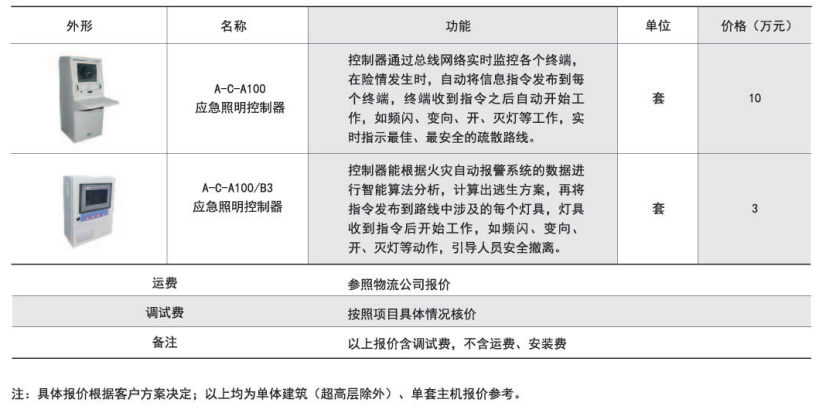 外形 名称 功能 单位 价格（万元）
A-C-A100
应急照明控制器
控制器通过总线网络实时监控各个终端，
在险情发生时，自动将信息指令发布到每
个终端，终端收到指令之后自动开始工
作，如频闪、变向、开、灭灯等工作，实
时指示最佳、最安全的疏散路线。
套
10
A-C-A100/B3
应急照明控制器
控制器能根据火灾自动报警系统的数据进
行智能算法分析，计算出逃生方案，再将
指令发布到路线中涉及的每个灯具，灯具
收到指令后开始工作，如频闪、变向、
开、灭灯等动作，引导人员安全撤离。
套
3
运费 参照物流公司报价
调试费 按照项目具体情况核价
备注 以上报价含调试费，不含运费、安装费
注：具体报价根据客户方案决定；以上均为单体建筑（超高层除外）、单套主机报价参考。